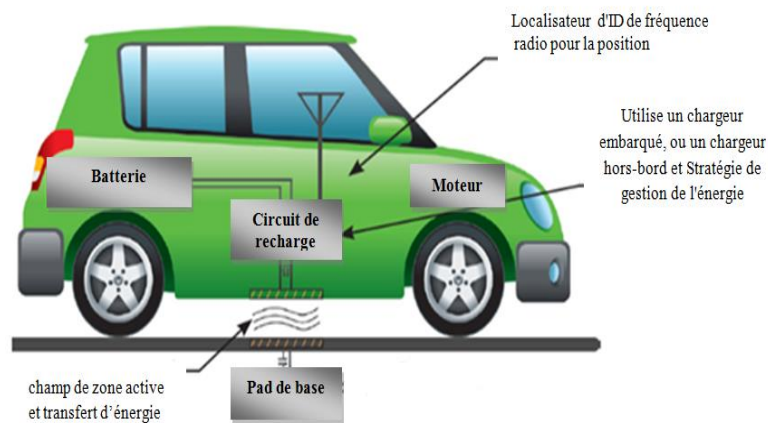 Localisateur d'ID de fréquence
radio pour la position
Utilise un chargeur
embarqué, ou un chargeur
hors-bord et Stratégie de
gestion de l'énergie
Batterie
Moteur
Circuit de
recharge
champ de zone active
et transfert d’énergie
Pad de base